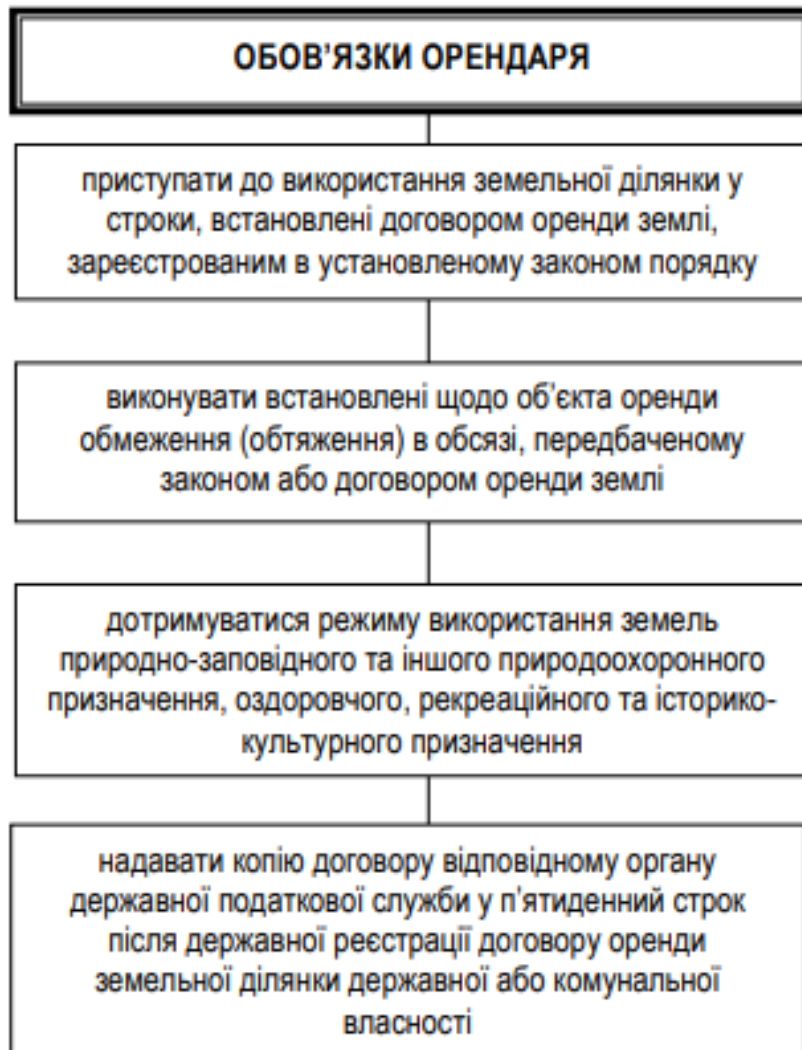 ОБОВ’ЯЗКИ ОРЕНДАРЯ
приступати до використання земельної ділянки у
строки, встановлені договором оренди землі,
зареєстрованим в установленому законом порядку
виконувати встановлені щодо об’єкта оренди
обмеження (обтяження) в обсязі, передбаченому
законом або договором оренди землі
дотримуватися режиму використання земель
природно-заповідного та іншого природоохоронного
призначення, оздоровчого, рекреаційного та історико-
культурного призначення
надавати копію договору відповідному органу
державної податкової служби у п’ятиденний строк
після державної реєстрації договору оренди
земельної ділянки державної або комунальної
власності